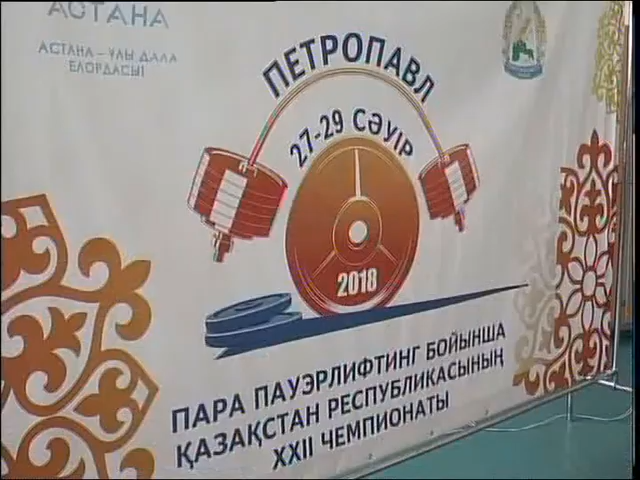 АСТАНА
АСТАНА – ҰЛЫ ДАЛА
ЕЛОРДАСЫ
ПЕТРОПАВЛ
27-29 СӘУІР
2018
ПАРА ПАУЭРЛИФТИНГ БОЙЫНША
ҚАЗАҚСТАН РЕСПУБЛИКАСЫНЫҢ
XXII ЧЕМПИОНАТЫ